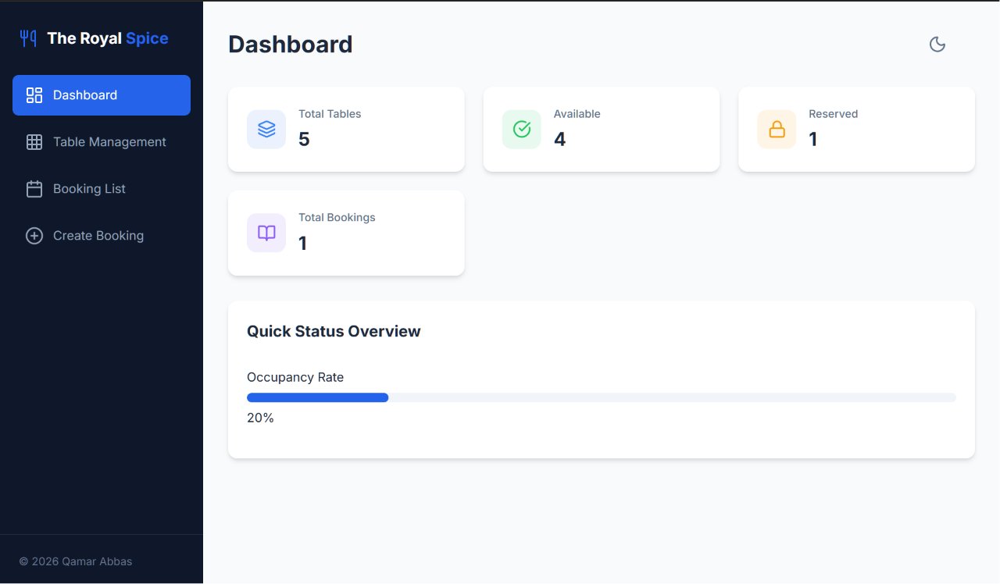 The Royal Spice
Dashboard
Table Management
Booking List
Create Booking
© 2026 Qamar Abbas
Dashboard
Total Tables
5
Available
4
Reserved
1
Total Bookings
1
Quick Status Overview
Occupancy Rate
20%